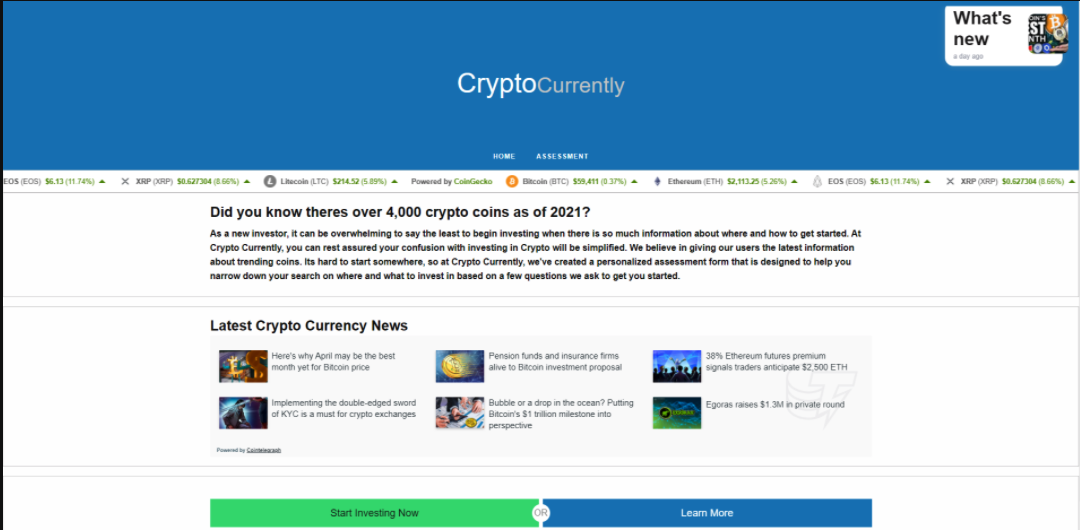 What's
new
a day ago
CryptoCurrently
HOME ASSESSMENT
EOS (EOS) $6.13 (11.74%) XRP (XRP) $0.627304 (8.66%) Litecoin (LTC) $214.52 (5.89%) Powered by CoinGecko Bitcoin (BTC) $59,411 (0.37%) Ethereum (ETH) $2,113.25 (5.26%) EOS (EOS) $6.13 (11.74%) XRP (XRP) $0.627304 (8.66%)
Did you know theres over 4,000 crypto coins as of 2021?
As a new investor, it can be overwhelming to say the least to begin investing when there is so much information about where and how to get started. At
Crypto Currently, you can rest assured your confusion with investing in Crypto will be simplified. We believe in giving our users the latest information
about trending coins. Its hard to start somewhere, so at Crypto Currently, we've created a personalized assessment form that is designed to help you
narrow down your search on where and what to invest in based on a few questions we ask to get you started.
Latest Crypto Currency News
Here's why April may be the best
month yet for Bitcoin price
Pension funds and insurance firms
alive to Bitcoin investment proposal
38% Ethereum futures premium
signals traders anticipate $2,500 ETH
Implementing the double-edged sword
of KYC is a must for crypto exchanges
Bubble or a drop in the ocean? Putting
Bitcoin's $1 trillion milestone into
perspective
Egoras raises $1.3M in private round
Powered by Cointelegraph
Start Investing Now OR Learn More